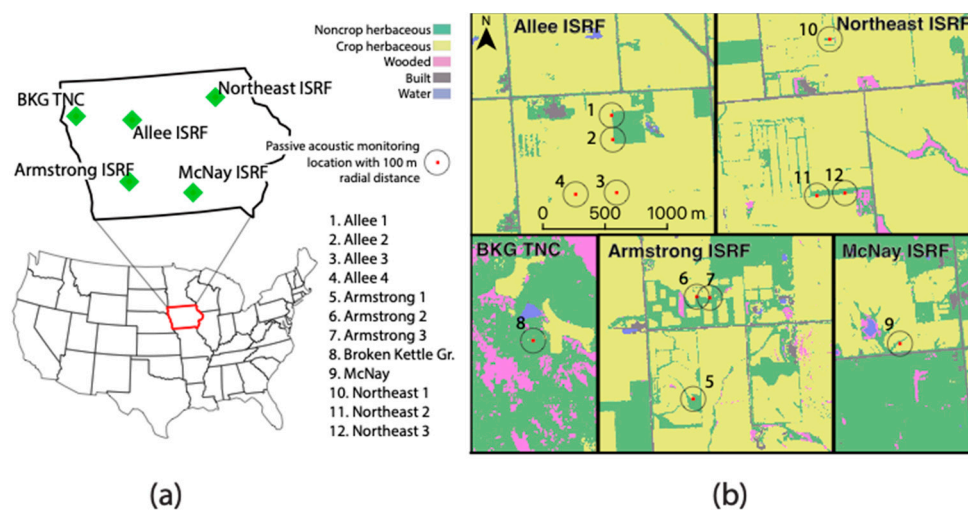 (a)
Noncrop herbaceous
Crop herbaceous
Wooded
Built
Water
BKG TNC
Northeast ISRF
Allee ISRF
Armstrong ISRF
McNay ISRF
Passive acoustic monitoring
location with 100 m
radial distance
1. Allee 1
2. Allee 2
3. Allee 3
4. Allee 4
5. Armstrong 1
6. Armstrong 2
7. Armstrong 3
8. Broken Kettle Gr.
9. McNay
10. Northeast 1
11. Northeast 2
12. Northeast 3
(a)
N
Allee ISRF
1
2
4
3
0 500 1000 m
Northeast ISRF
10
11 12
BKG TNC
8
Armstrong ISRF
6 7
5
McNay ISRF
9
(b)